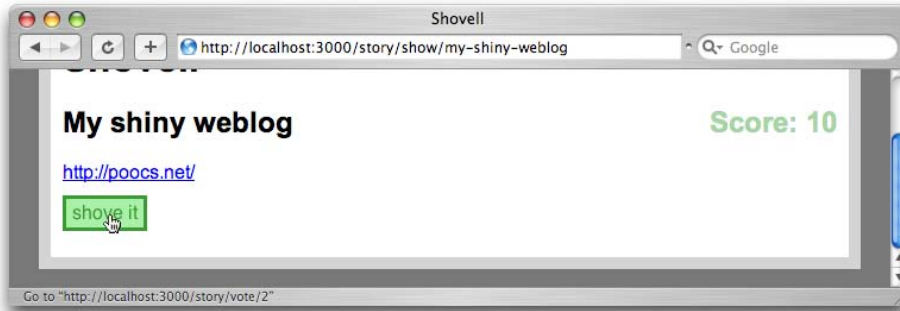 Shovell
http://localhost:3000/story/show/my-shiny-weblog
Google
Shovell
My shiny weblog
Score: 10
http://poocs.net/
shove it
Go to "http://localhost:3000/story/vote/2"